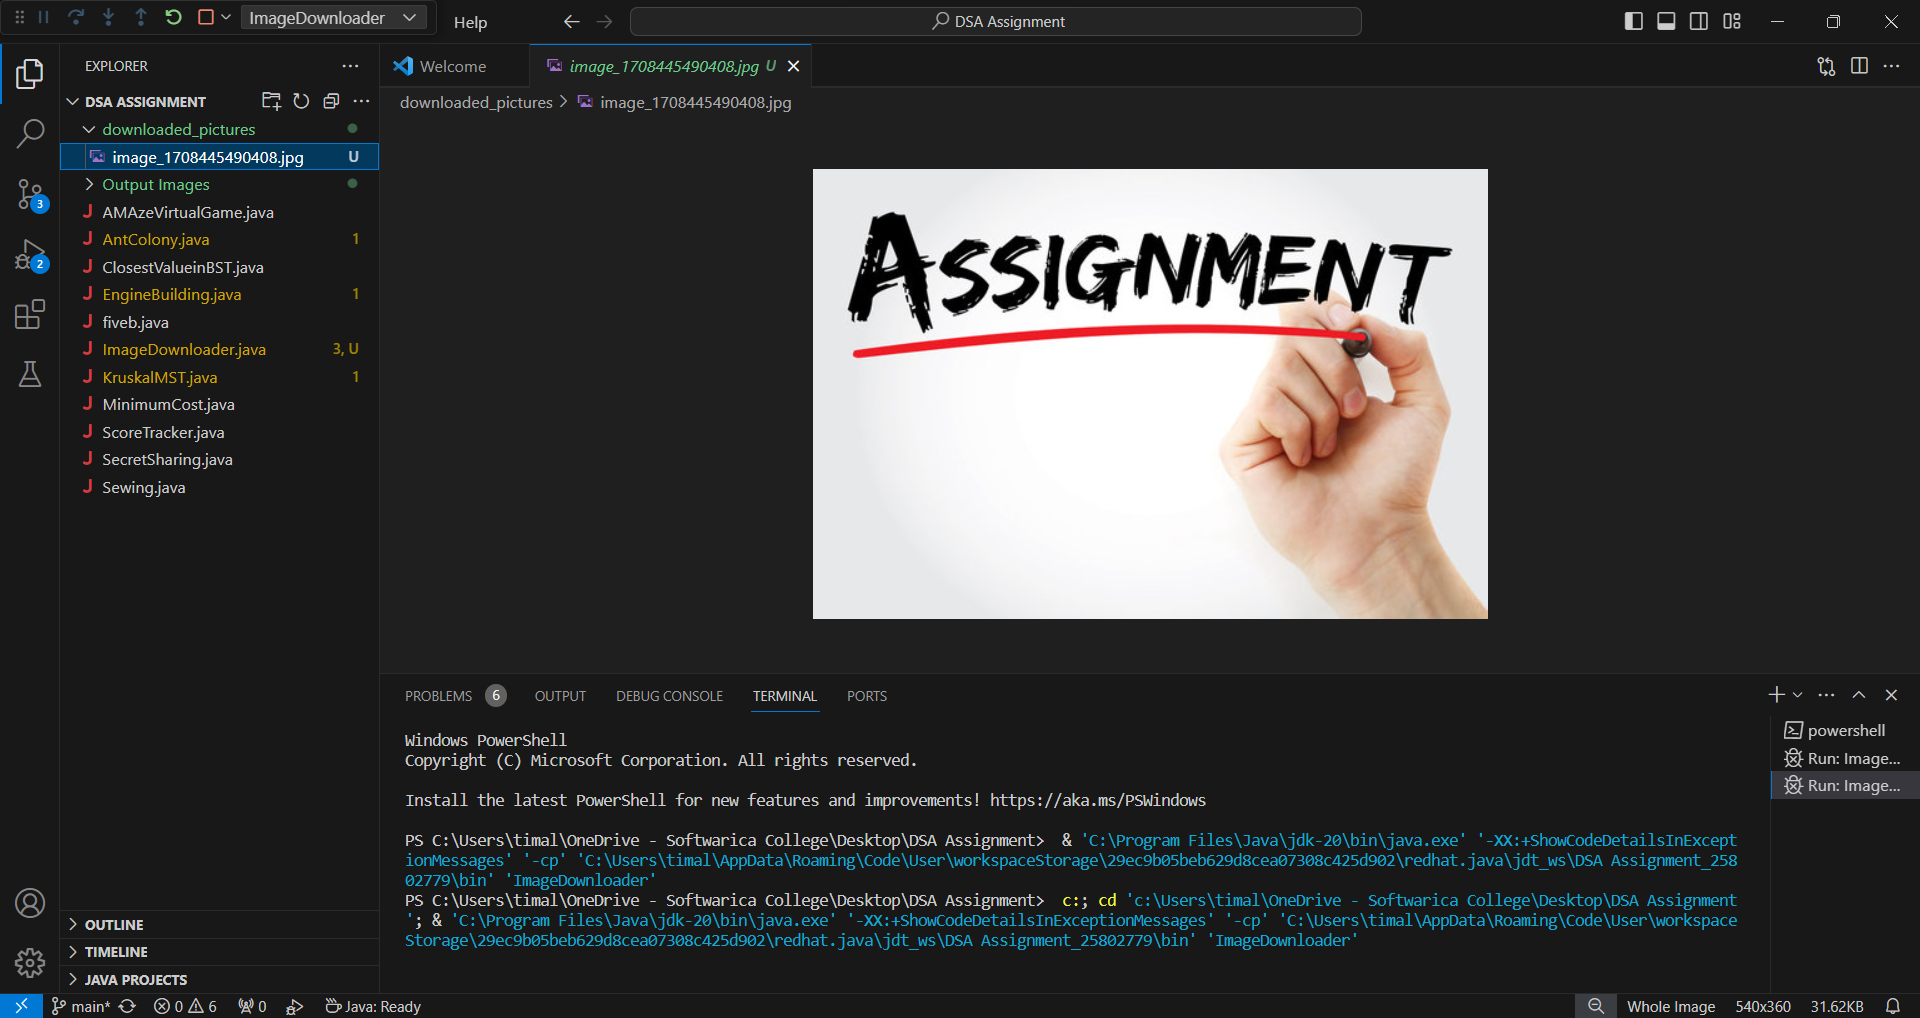 ImageDownloader
Help
DSA Assignment
EXPLORER
DSA ASSIGNMENT
downloaded_pictures
image_1708445490408.jpg U
Output Images
AMAzeVirtualGame.java
AntColony.java 1
ClosestValueinBST.java
EngineBuilding.java 1
fiveb.java
ImageDownloader.java 3, U
KruskalMST.java 1
MinimumCost.java
ScoreTracker.java
SecretSharing.java
Sewing.java
3
2
OUTLINE
TIMELINE
JAVA PROJECTS
Welcome
image_1708445490408.jpg U
downloaded_pictures > image_1708445490408.jpg
ASSIGNMENT
PROBLEMS 6 OUTPUT DEBUG CONSOLE TERMINAL PORTS
Windows PowerShell
Copyright (C) Microsoft Corporation. All rights reserved.
Install the latest PowerShell for new features and improvements! https://aka.ms/PSWindows
PS C:\Users\timal\OneDrive - Softwarica College\Desktop\DSA Assignment>  & 'C:\Program Files\Java\jdk-20\bin\java.exe' '-XX:+ShowCodeDetailsInExcept
ionMessages' '-cp' 'C:\Users\timal\AppData\Roaming\Code\User\workspaceStorage\29ec9b05beb629d8cea07308c425d902\redhat.java\jdt_ws\DSA Assignment_258
02779\bin' 'ImageDownloader'
PS C:\Users\timal\OneDrive - Softwarica College\Desktop\DSA Assignment>  c:; cd 'c:\Users\timal\OneDrive - Softwarica College\Desktop\DSA Assignment
'; & 'C:\Program Files\Java\jdk-20\bin\java.exe' '-XX:+ShowCodeDetailsInExceptionMessages' '-cp' 'C:\Users\timal\AppData\Roaming\Code\User\workspace
Storage\29ec9b05beb629d8cea07308c425d902\redhat.java\jdt_ws\DSA Assignment_25802779\bin' 'ImageDownloader'
powershell
Run: Image...
Run: Image...
main* 0 6 0 Java: Ready
Whole Image 540x360 31.62KB